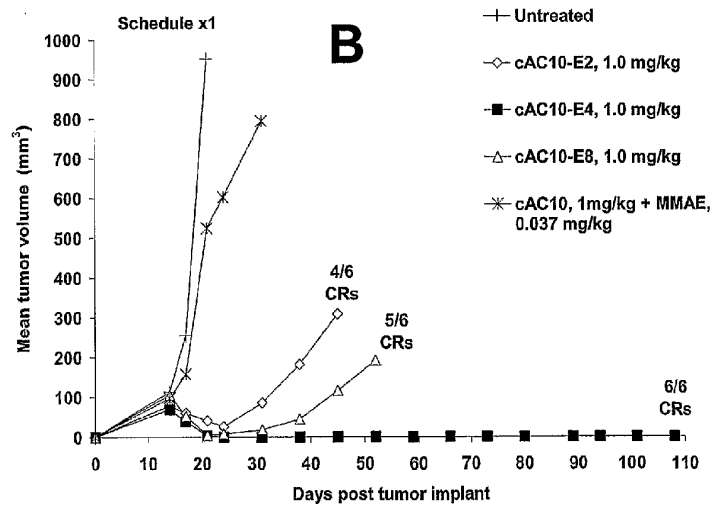 Schedule x1
B
Untreated
cAC10-E2, 1.0 mg/kg
cAC10-E4, 1.0 mg/kg
cAC10-E8, 1.0 mg/kg
cAC10, 1mg/kg + MMAE,
0.037 mg/kg
Mean tumor volume (mm³)
1000
900
800
700
600
500
400
300
200
100
0
4/6
CRs
5/6
CRs
6/6
CRs
0 10 20 30 40 50 60 70 80 90 100 110
Days post tumor implant